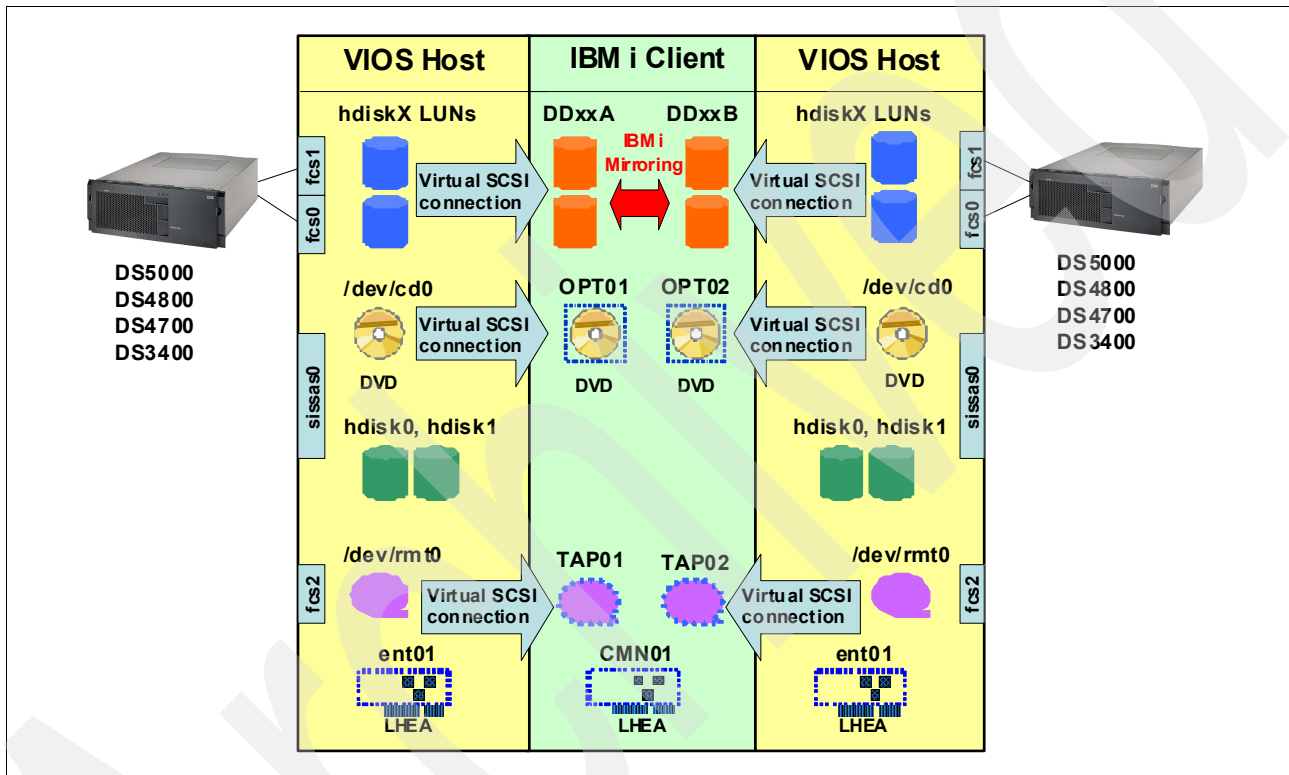 VIOS Host
IBM i Client
VIOS Host
hdiskX LUNs
DDxxA
DDxxB
hdiskX LUNs
fcs1
fcs0
Virtual SCSI
connection
IBM i
Mirroring
Virtual SCSI
connection
fcs1
fcs0
DS5000
DS4800
DS4700
DS3400
DS5000
DS4800
DS4700
DS3400
/dev/cd0
OPT01
OPT02
/dev/cd0
Virtual SCSI
connection
Virtual SCSI
connection
DVD
DVD
DVD
DVD
sissas0
sissas0
hdisk0, hdisk1
hdisk0, hdisk1
/dev/rmt0
TAP01
TAP02
/dev/rmt0
fcs2
Virtual SCSI
connection
Virtual SCSI
connection
fcs2
ent01
CMN01
ent01
LHEA
LHEA
LHEA